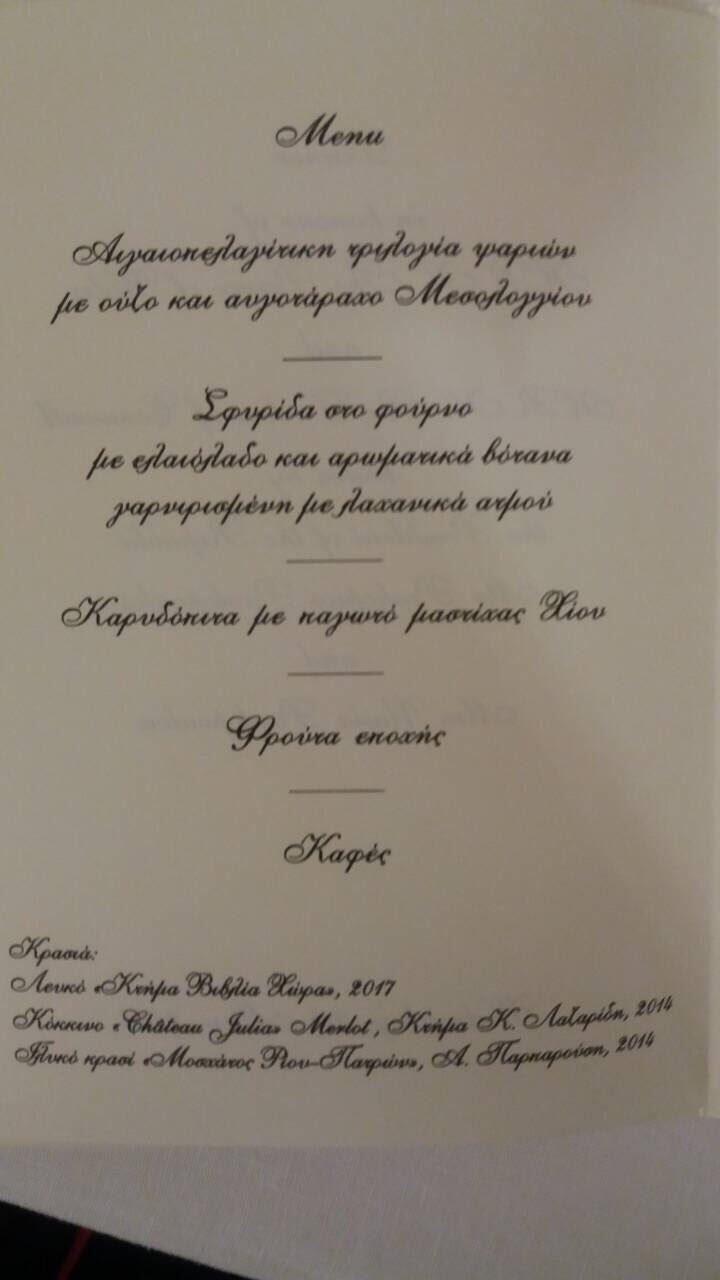 Menu
Αιγαιοπελαγίτικη τριλογία ψαριών
με ούζο και αυγοτάραχο Μεσολογγίου
Σφυρίδα στο φούρνο
με ελαιόλαδο και αρωματικά βότανα
γαρνιρισμένη με λαχανικά ατμού
Καρυδόπιτα με παγωτό μαστίχας Χίου
Φρούτα εποχής
Καφές
Κρασιά:
Λευκό «Κτήμα Βιβλία Χώρα», 2017
Κόκκινο «Château Julia» Merlot, Κτήμα Κ. Λαζαρίδη, 2014
Γλυκό κρασί «Μοσχάτος Ρίου-Πατρών», Α. Παρπαρούση, 2014